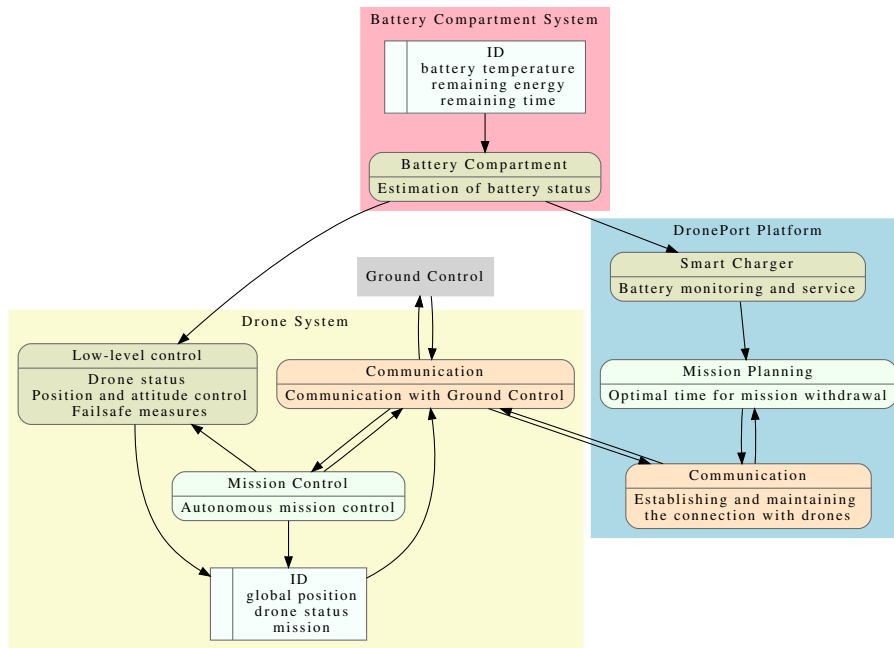 Battery Compartment System
ID
battery temperature
remaining energy
remaining time
Battery Compartment
Estimation of battery status
DronePort Platform
Smart Charger
Battery monitoring and service
Ground Control
Drone System
Low-level control
Drone status
Position and attitude control
Failsafe measures
Communication
Communication with Ground Control
Mission Planning
Optimal time for mission withdrawal
Mission Control
Autonomous mission control
Communication
Establishing and maintaining
the connection with drones
ID
global position
drone status
mission